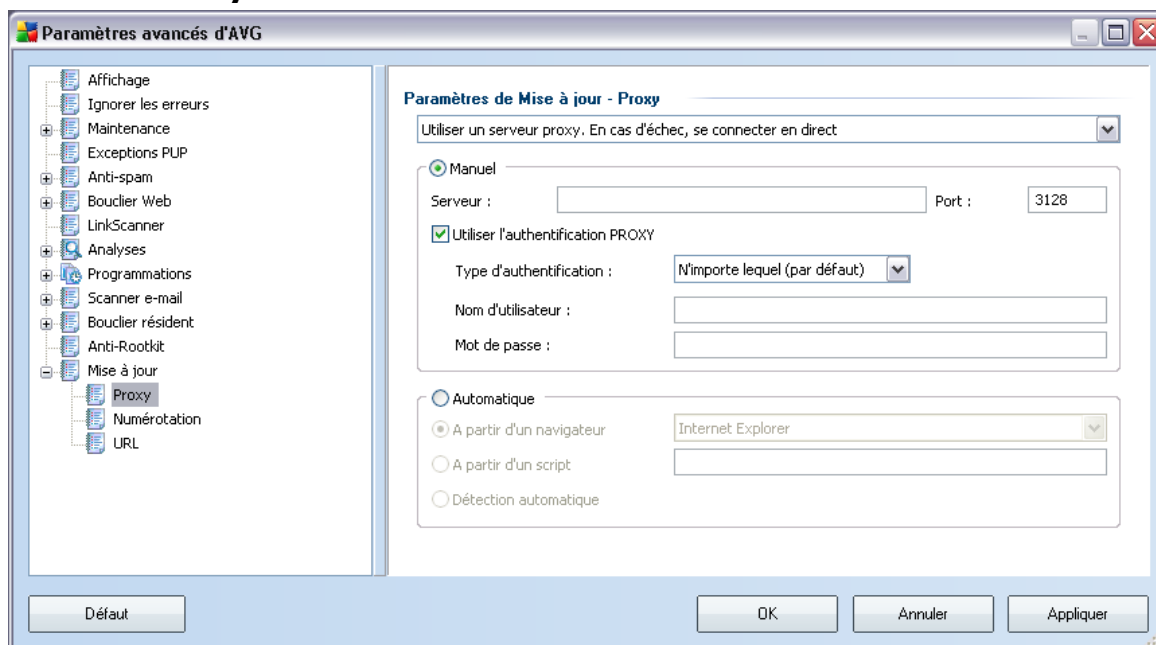 Paramètres avancés d'AVG
Affichage
Ignorer les erreurs
Maintenance
Exceptions PUP
Anti-spam
Bouclier Web
LinkScanner
Analyses
Programmations
Scanner e-mail
Bouclier résident
Anti-Rootkit
Mise à jour
Proxy
Numérotation
URL
Paramètres de Mise à jour - Proxy
Utiliser un serveur proxy. En cas d'échec, se connecter en direct
Manuel
Serveur : Port : 3128
Utiliser l'authentification PROXY
Type d'authentification : N'importe lequel (par défaut)
Nom d'utilisateur :
Mot de passe :
Automatique
A partir d'un navigateur Internet Explorer
A partir d'un script
Détection automatique
Défaut OK Annuler Appliquer